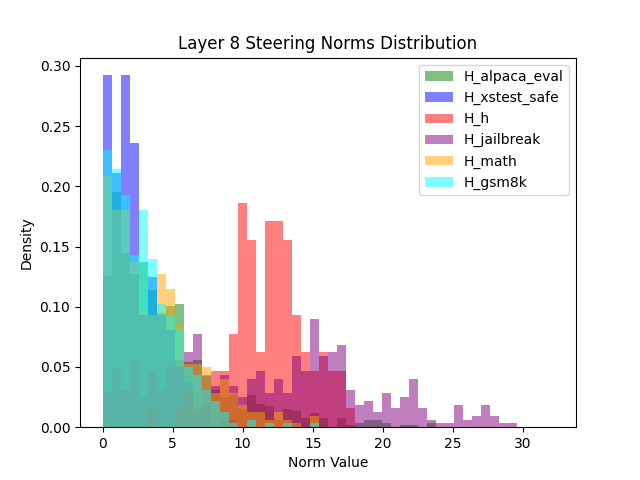 Layer 8 Steering Norms Distribution
0.30
0.25
0.20
0.15
0.10
0.05
0.00
Density
H_alpaca_eval
H_xstest_safe
H_h
H_jailbreak
H_math
H_gsm8k
0 5 10 15 20 25 30
Norm Value